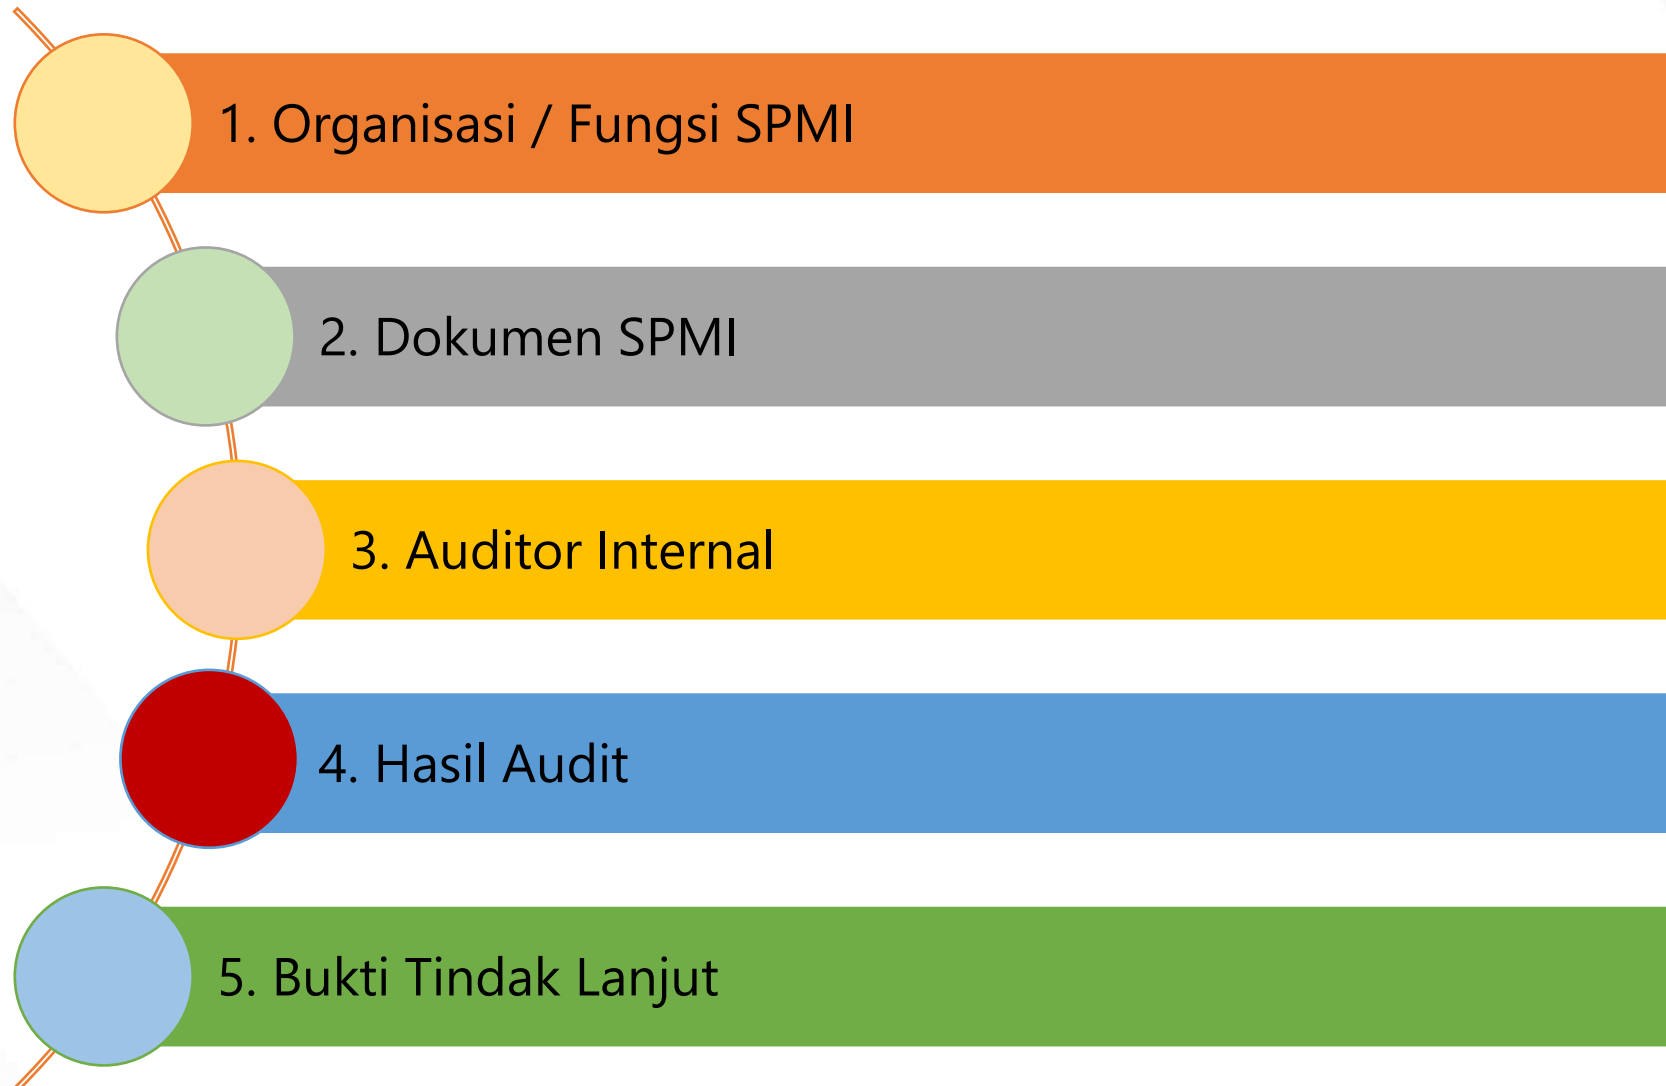 1. Organisasi / Fungsi SPMI
2. Dokumen SPMI
3. Auditor Internal
4. Hasil Audit
5. Bukti Tindak Lanjut